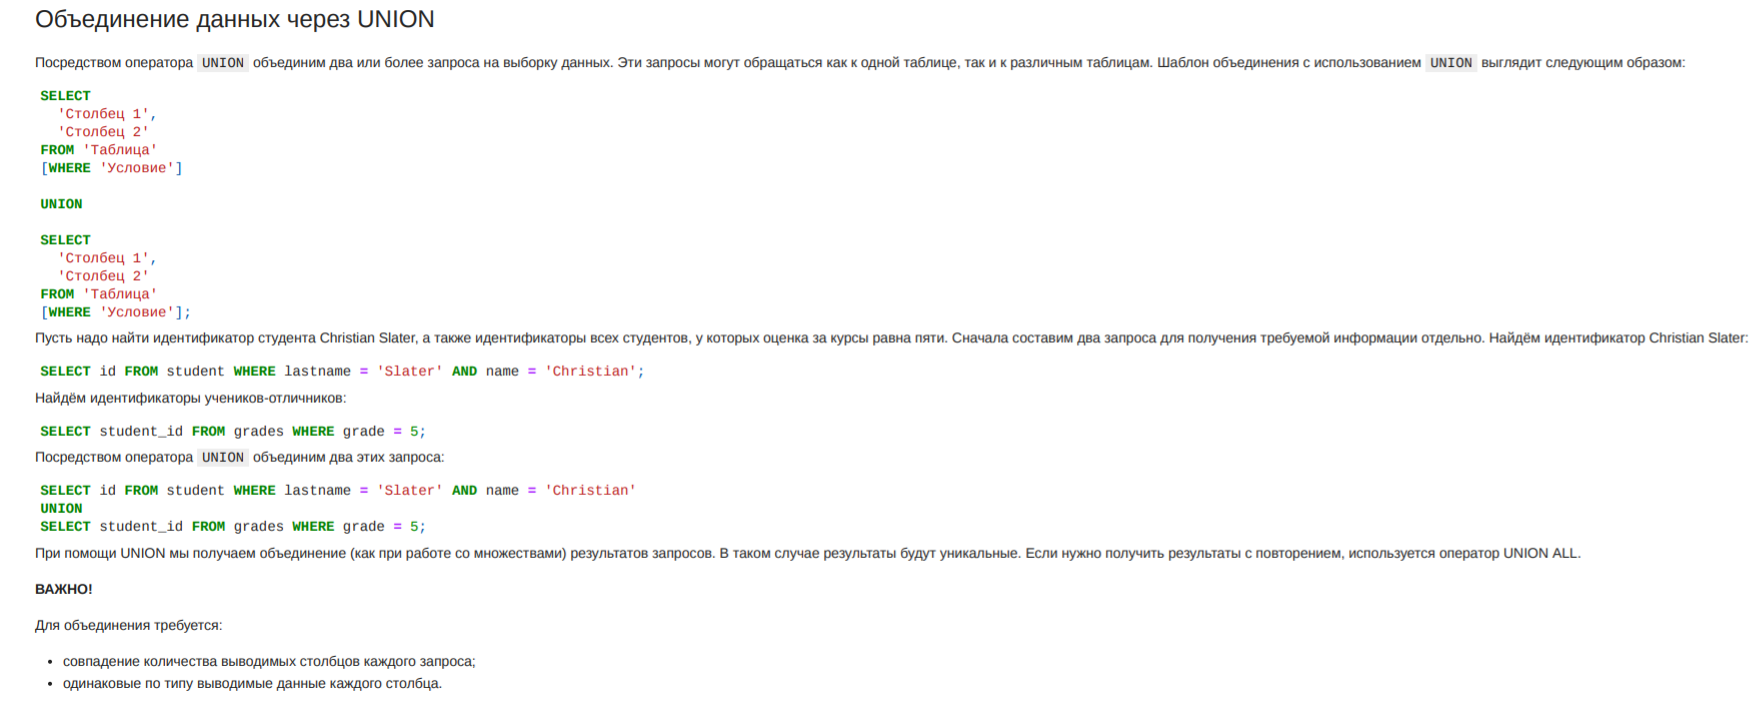 Объединение данных через UNION
Посредством оператора UNION объединим два или более запроса на выборку данных. Эти запросы могут обращаться как к одной таблице, так и к различным таблицам. Шаблон объединения с использованием UNION выглядит следующим образом:
SELECT
'Столбец 1',
'Столбец 2'
FROM 'Таблица'
[WHERE 'Условие']
UNION
SELECT
'Столбец 1',
'Столбец 2'
FROM 'Таблица'
[WHERE 'Условие'];
Пусть надо найти идентификатор студента Christian Slater, а также идентификаторы всех студентов, у которых оценка за курсы равна пяти. Сначала составим два запроса для получения требуемой информации отдельно. Найдём идентификатор Christian Slater:
SELECT id FROM student WHERE lastname = 'Slater' AND name = 'Christian';
Найдём идентификаторы учеников-отличников:
SELECT student_id FROM grades WHERE grade = 5;
Посредством оператора UNION объединим два этих запроса:
SELECT id FROM student WHERE lastname = 'Slater' AND name = 'Christian'
UNION
SELECT student_id FROM grades WHERE grade = 5;
При помощи UNION мы получаем объединение (как при работе со множествами) результатов запросов. В таком случае результаты будут уникальные. Если нужно получить результаты с повторением, используется оператор UNION ALL.
ВАЖНО!
Для объединения требуется:
• совпадение количества выводимых столбцов каждого запроса;
• одинаковые по типу выводимые данные каждого столбца.